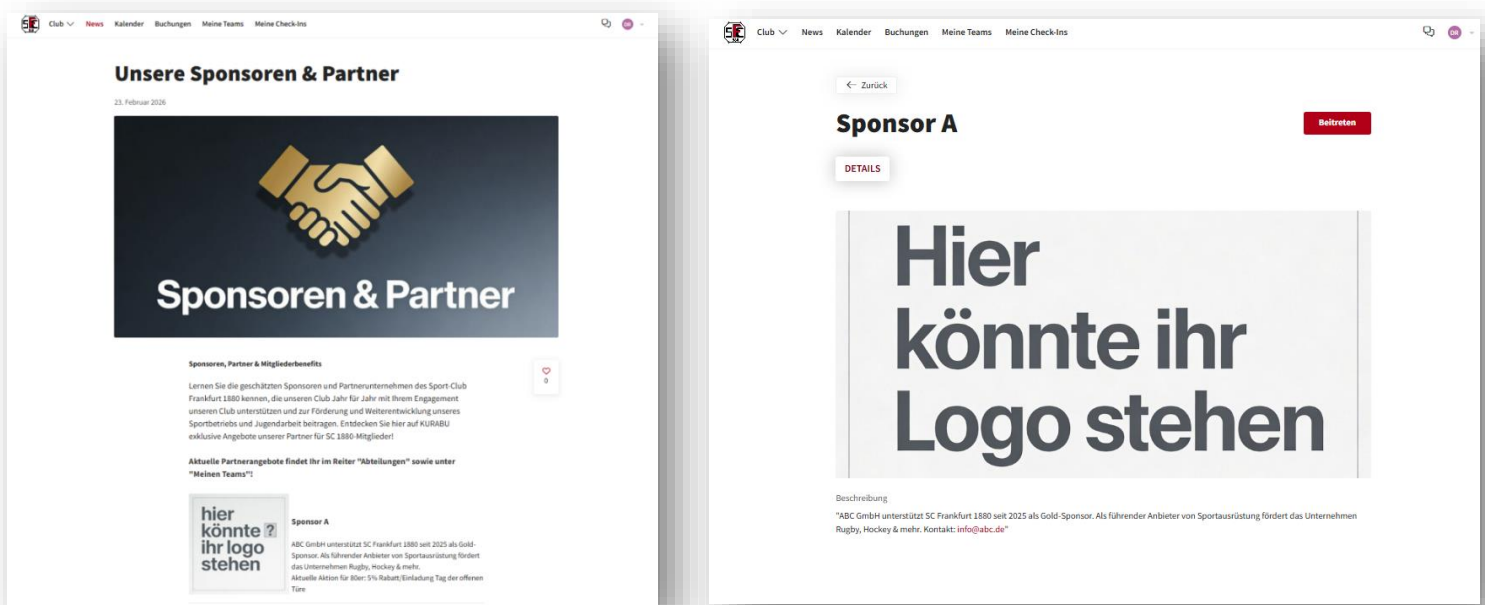 Club News Kalender Buchungen Meine Teams Meine Check-Ins DR
Unsere Sponsoren & Partner
23. Februar 2026
Sponsoren & Partner
Sponsoren, Partner & Mitgliederbenefits
Lernen Sie die geschätzten Sponsoren und Partnerunternehmen des Sport-Club
Frankfurt 1880 kennen, die unseren Club Jahr für Jahr mit Ihrem Engagement
unseren Club unterstützen und zur Förderung und Weiterentwicklung unseres
Sportbetriebs und Jugendarbeit beitragen. Entdecken Sie hier auf KURABU
exklusive Angebote unserer Partner für SC 1880-Mitglieder!
Aktuelle Partnerangebote findet Ihr im Reiter "Abteilungen" sowie unter
"Meinen Teams"!
0
hier
könnte ?
ihr logo
stehen
Sponsor A
ABC GmbH unterstützt SC Frankfurt 1880 seit 2025 als Gold-
Sponsor. Als führender Anbieter von Sportausrüstung fördert
das Unternehmen Rugby, Hockey & mehr.
Aktuelle Aktion für 80er: 5% Rabatt/Einladung Tag der offenen
Türe
Club News Kalender Buchungen Meine Teams Meine Check-Ins DR
← Zurück
Sponsor A
Beitreten
DETAILS
Hier
könnte ihr
Logo stehen
Beschreibung
"ABC GmbH unterstützt SC Frankfurt 1880 seit 2025 als Gold-Sponsor. Als führender Anbieter von Sportausrüstung fördert das Unternehmen
Rugby, Hockey & mehr. Kontakt: info@abc.de"